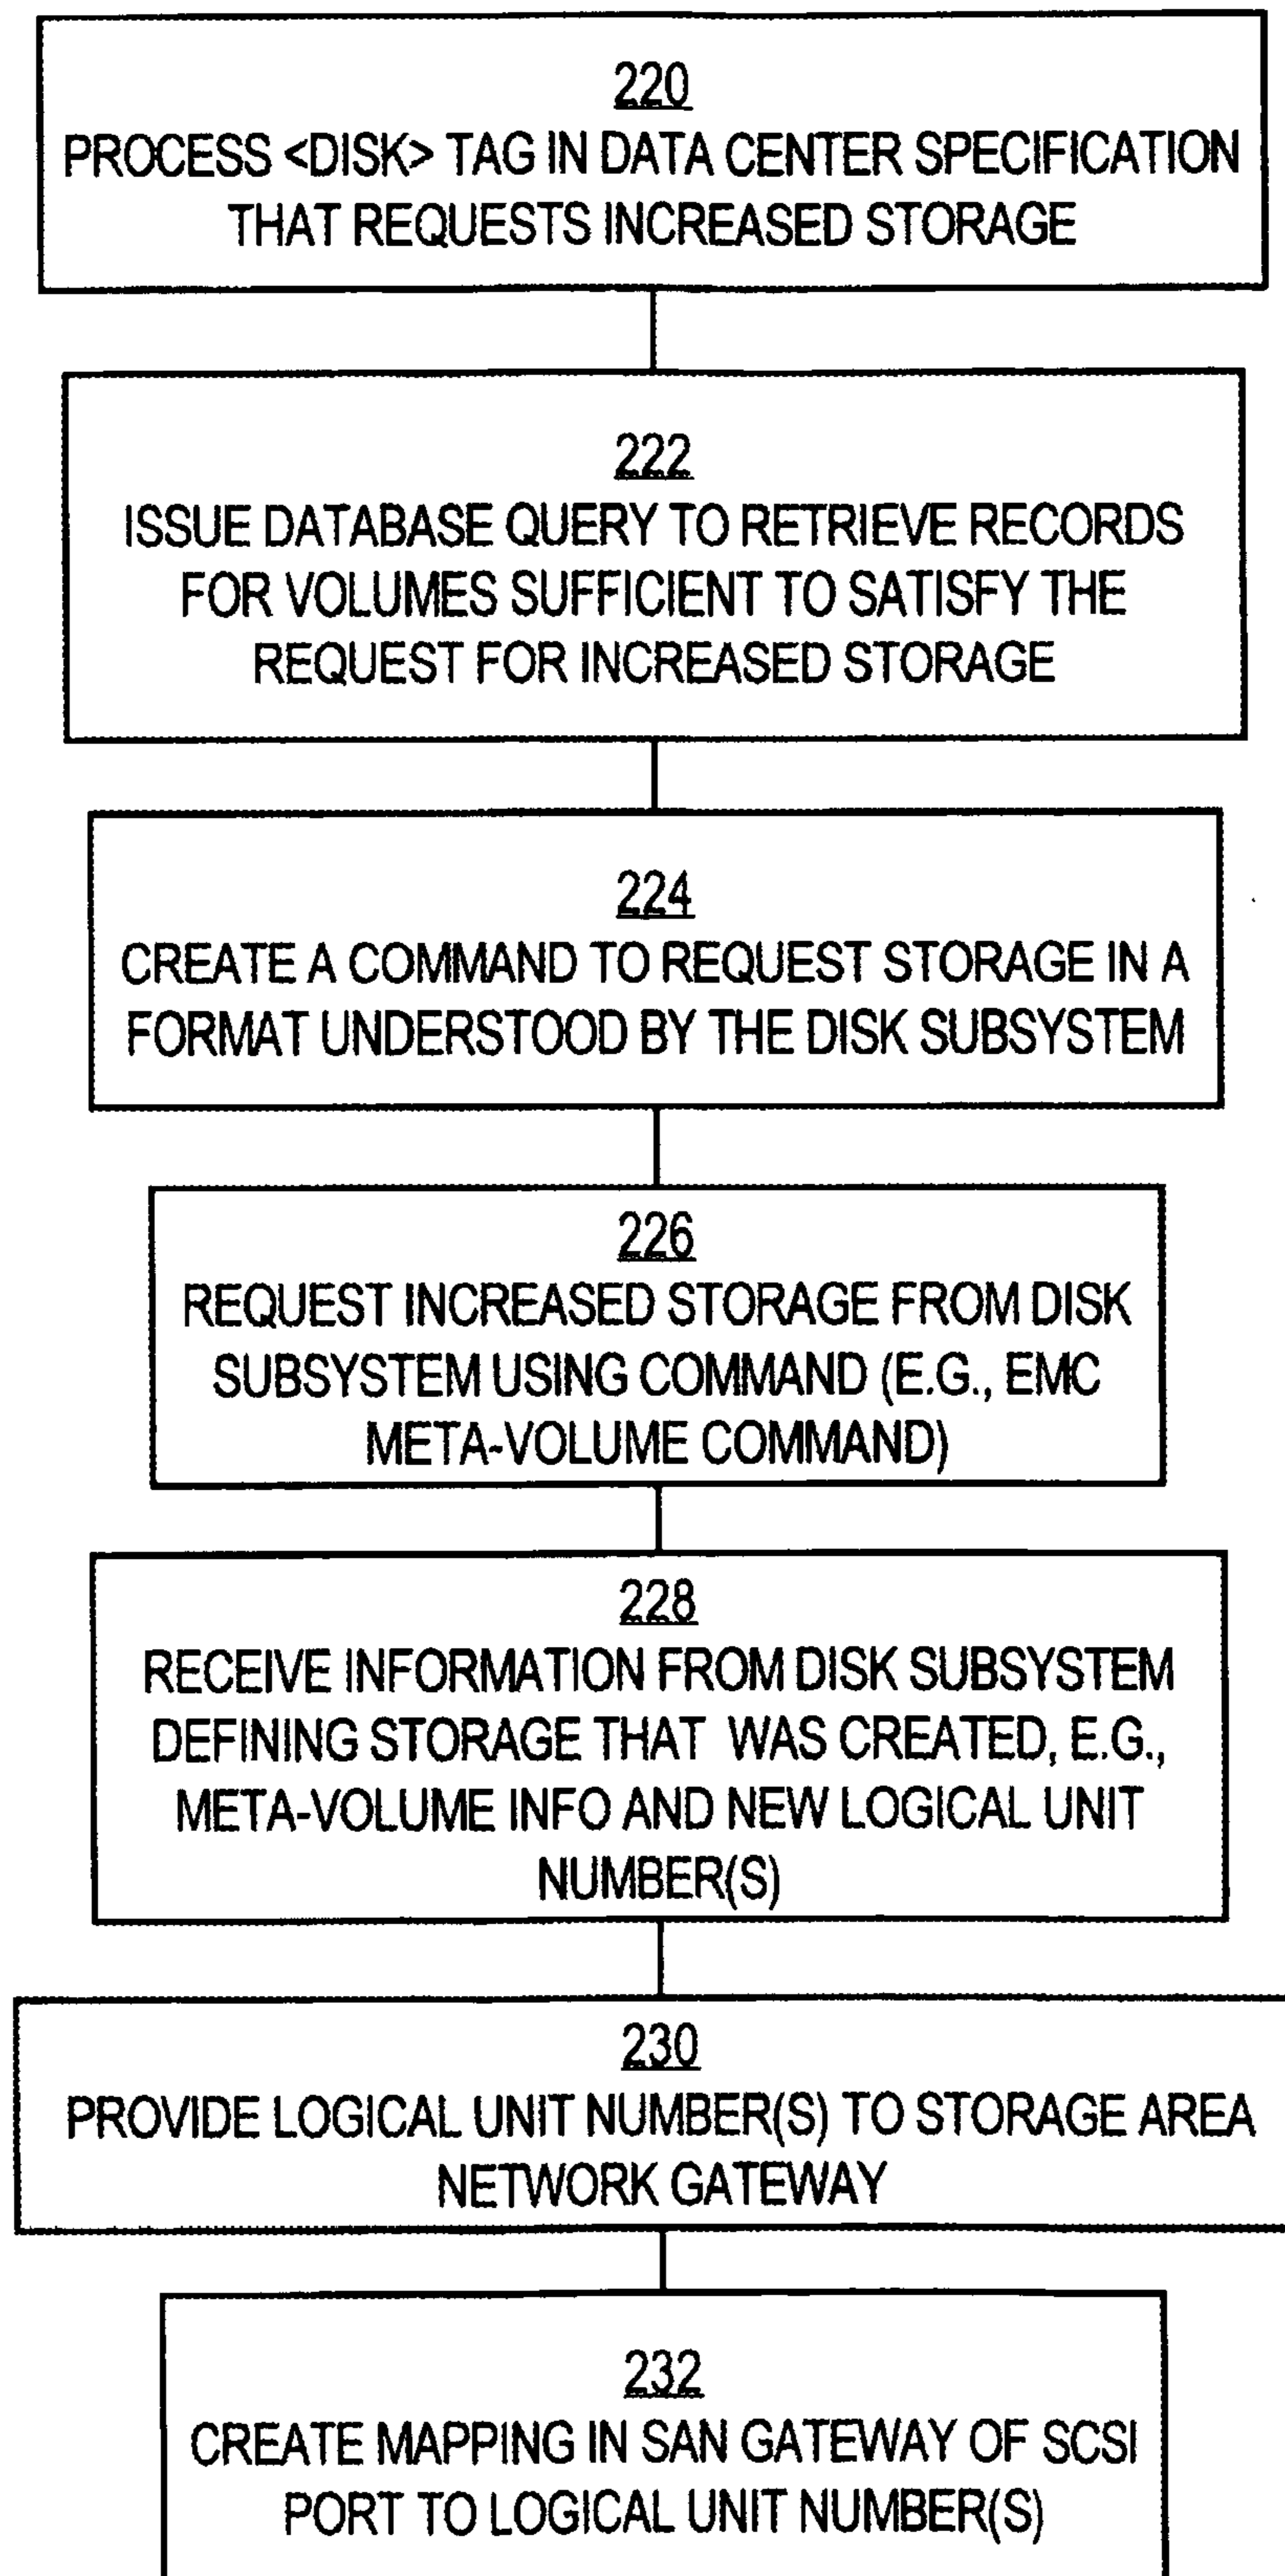 220
PROCESS <DISK> TAG IN DATA CENTER SPECIFICATION
THAT REQUESTS INCREASED STORAGE
222
ISSUE DATABASE QUERY TO RETRIEVE RECORDS
FOR VOLUMES SUFFICIENT TO SATISFY THE
REQUEST FOR INCREASED STORAGE
224
CREATE A COMMAND TO REQUEST STORAGE IN A
FORMAT UNDERSTOOD BY THE DISK SUBSYSTEM
226
REQUEST INCREASED STORAGE FROM DISK
SUBSYSTEM USING COMMAND (E.G., EMC
META-VOLUME COMMAND)
228
RECEIVE INFORMATION FROM DISK SUBSYSTEM
DEFINING STORAGE THAT WAS CREATED, E.G.,
META-VOLUME INFO AND NEW LOGICAL UNIT
NUMBER(S)
230
PROVIDE LOGICAL UNIT NUMBER(S) TO STORAGE AREA
NETWORK GATEWAY
232
CREATE MAPPING IN SAN GATEWAY OF SCSI
PORT TO LOGICAL UNIT NUMBER(S)